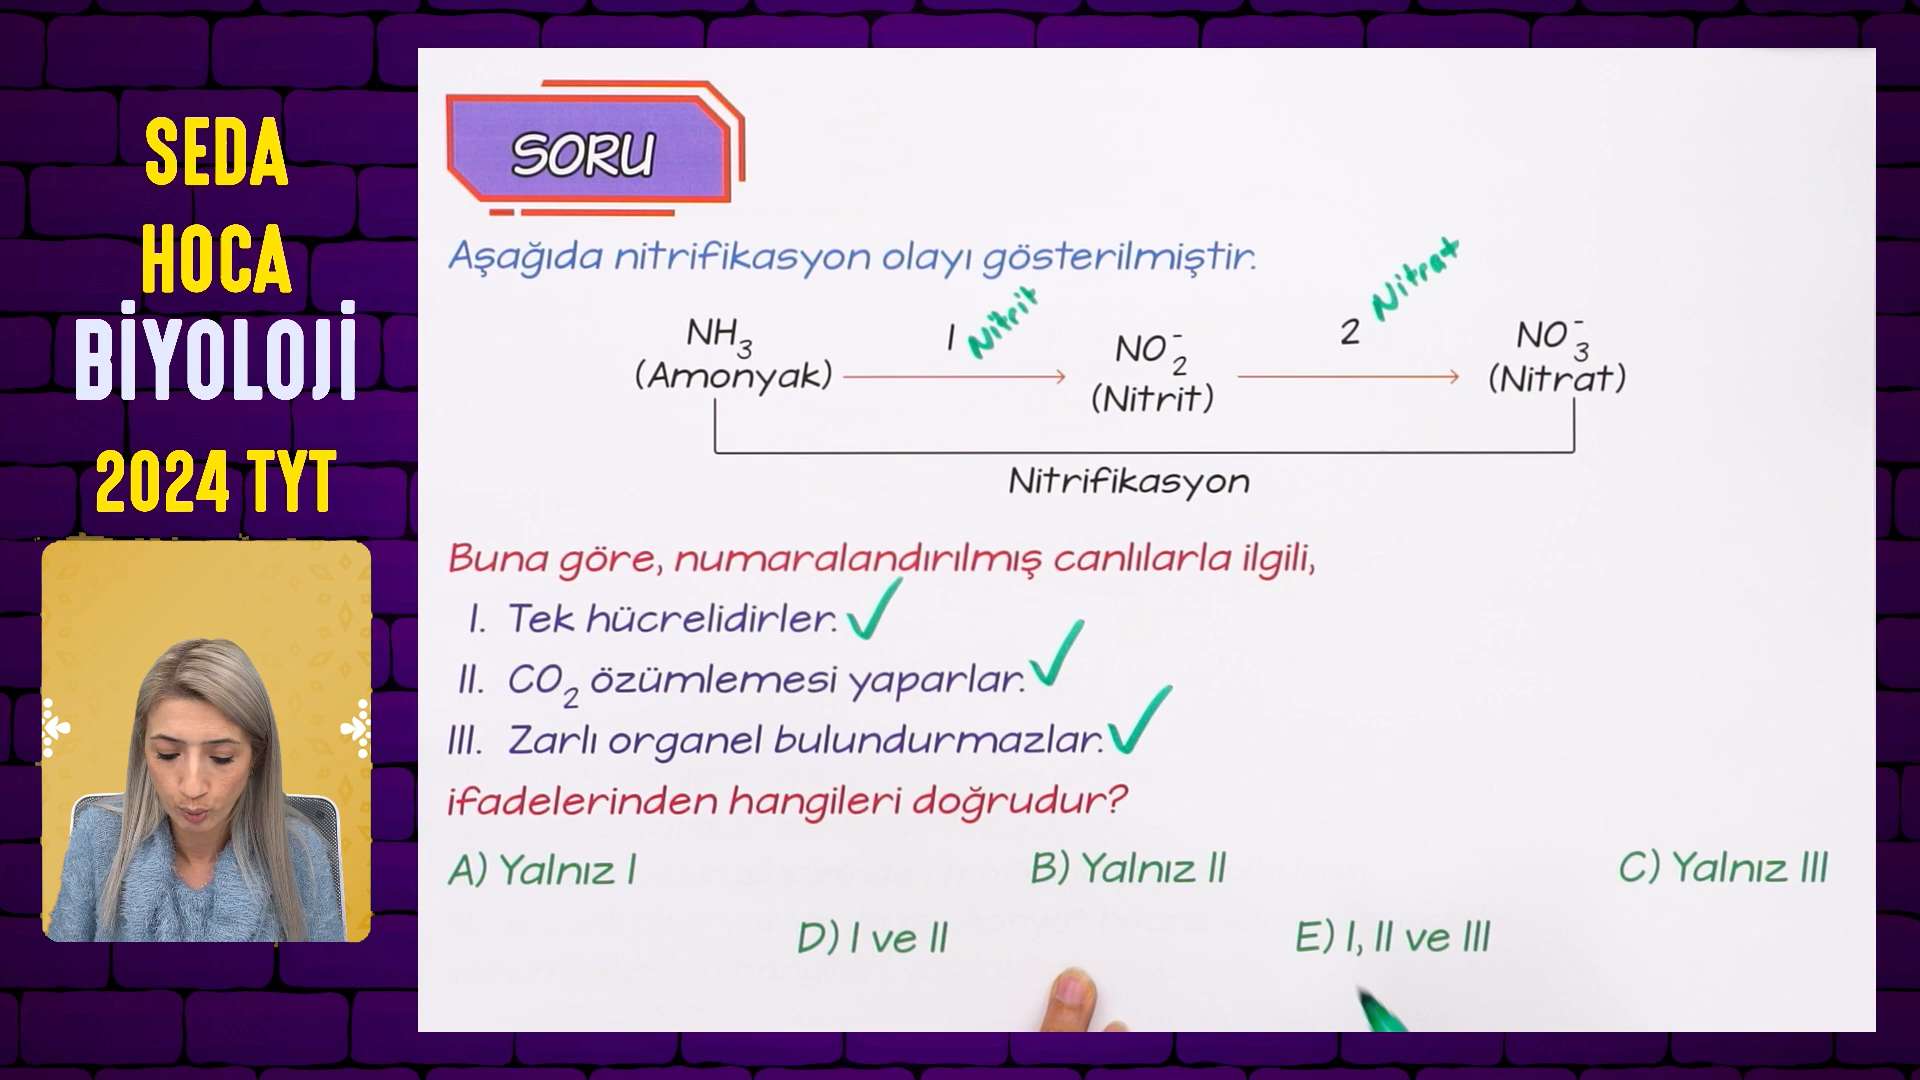 SEDA
HOCA
BİYOLOJİ
2024 TYT
SORU
Aşağıda nitrifikasyon olayı gösterilmiştir.
NH3
(Amonyak)
1
Nitrit
NO2-
(Nitrit)
2
Nitrat
NO3-
(Nitrat)
Nitrifikasyon
Buna göre, numaralandırılmış canlılarla ilgili,
I. Tek hücrelidirler.
II. CO2 özümlemesi yaparlar.
III. Zarlı organel bulundurmazlar.
ifadelerinden hangileri doğrudur?
A) Yalnız I
B) Yalnız II
C) Yalnız III
D) I ve II
E) I, II ve III